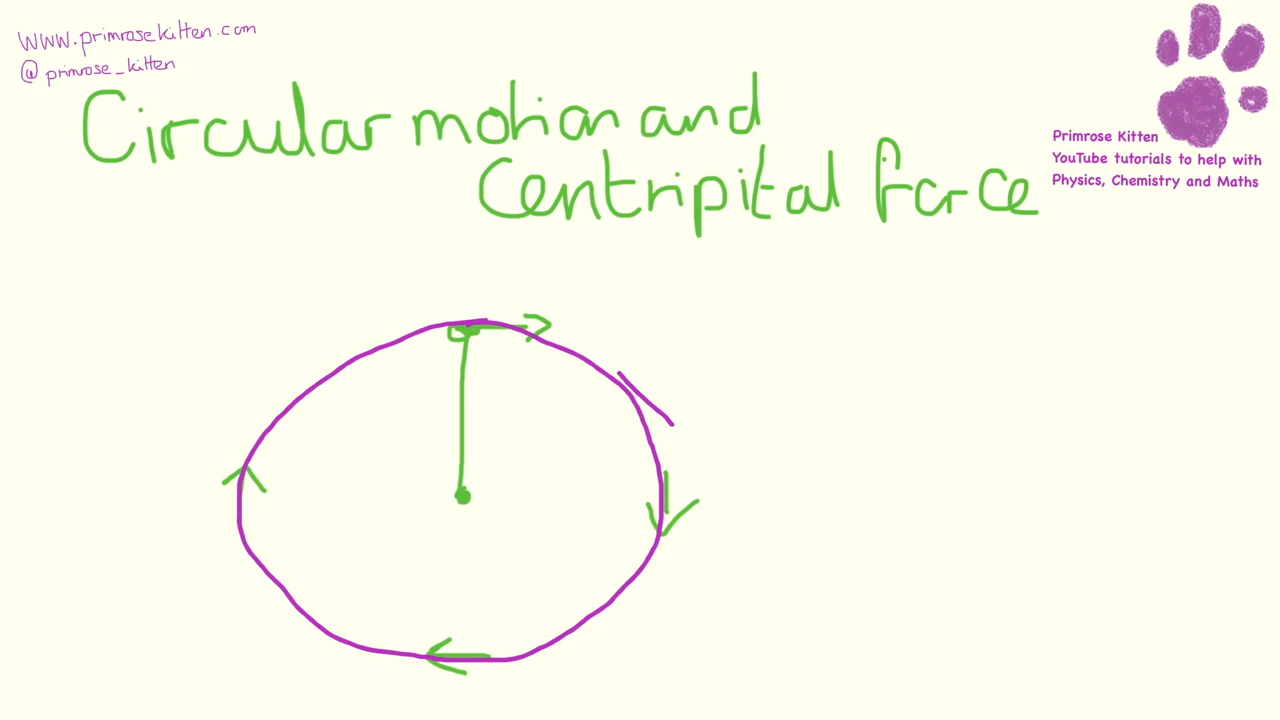 www.primrosekitten.com
@primrose_kitten
Circular motion and
Centripital force
Primrose Kitten
YouTube tutorials to help with
Physics, Chemistry and Maths